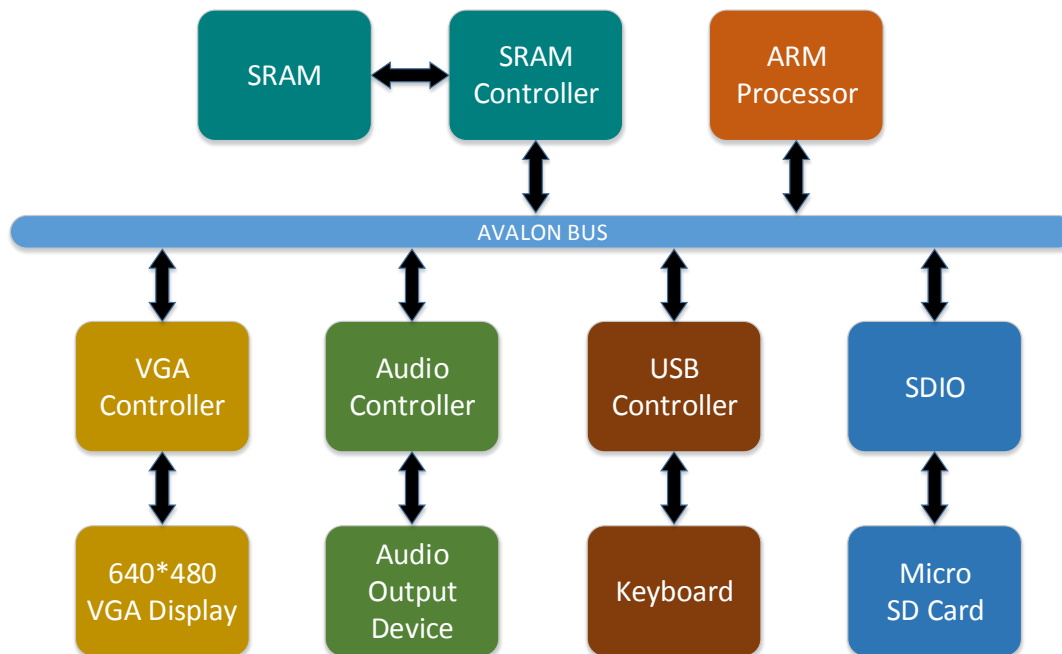 SRAM
SRAM
Controller
ARM
Processor
AVALON BUS
VGA
Controller
Audio
Controller
USB
Controller
SDIO
640*480
VGA Display
Audio
Output
Device
Keyboard
Micro
SD Card